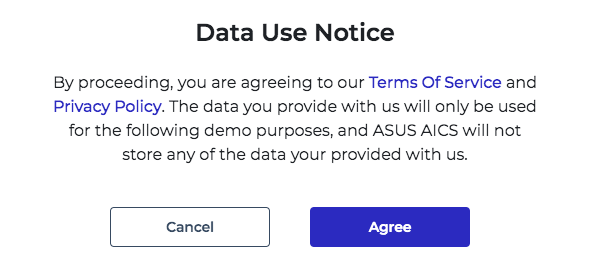 Data Use Notice
By proceeding, you are agreeing to our Terms Of Service and
Privacy Policy. The data you provide with us will only be used
for the following demo purposes, and ASUS AICS will not
store any of the data your provided with us.
Cancel
Agree